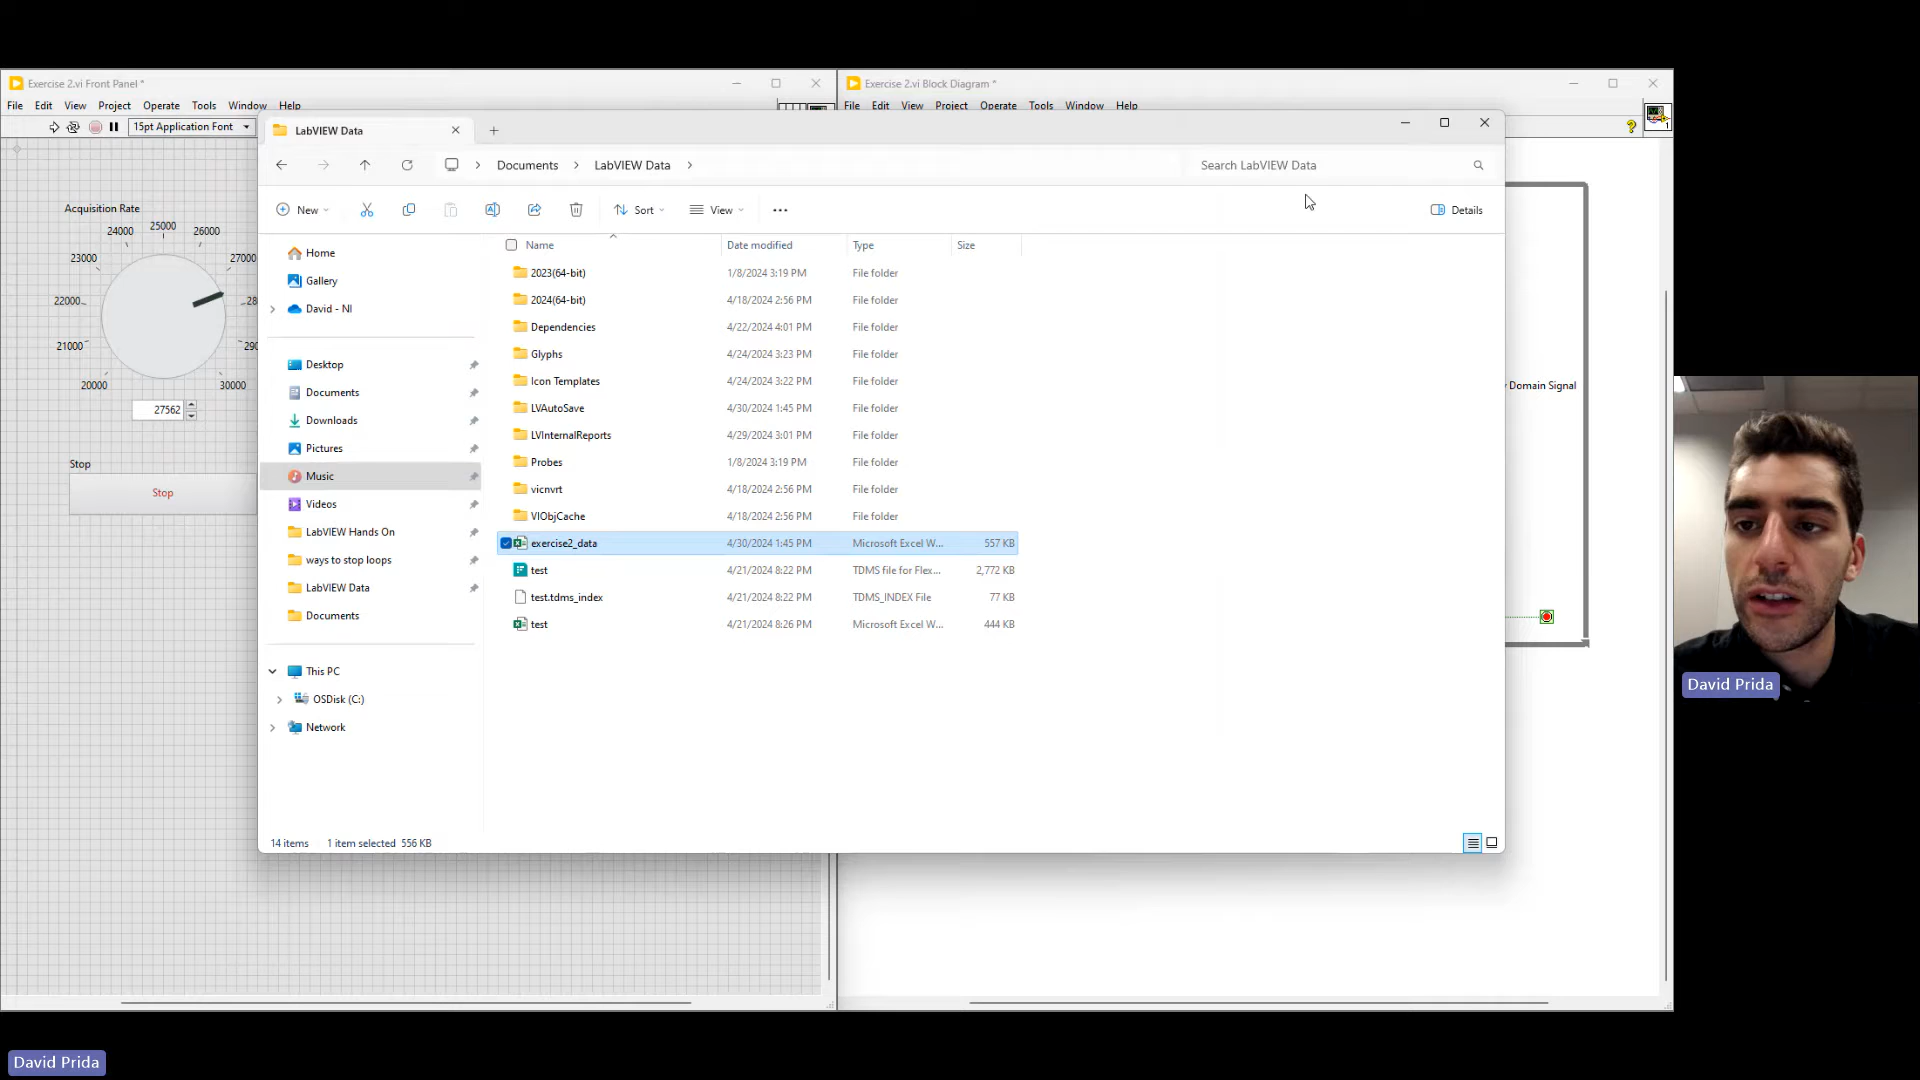 Exercise 2.vi Front Panel *
File Edit View Project Operate Tools Window Help
15pt Application Font
Exercise 2.vi Block Diagram *
File Edit View Project Operate Tools Window Help
1
LabVIEW Data
Documents
LabVIEW Data
Search LabVIEW Data
New
Sort
View
Details
Name Date modified Type Size
2023(64-bit) 1/8/2024 3:19 PM File folder
2024(64-bit) 4/18/2024 2:56 PM File folder
Dependencies 4/22/2024 4:01 PM File folder
Glyphs 4/24/2024 3:23 PM File folder
Icon Templates 4/24/2024 3:22 PM File folder
LVAutoSave 4/30/2024 1:45 PM File folder
LVInternalReports 4/29/2024 3:01 PM File folder
Probes 1/8/2024 3:19 PM File folder
vicnvrt 4/18/2024 2:56 PM File folder
VIObjCache 4/18/2024 2:56 PM File folder
exercise2_data 4/30/2024 1:45 PM Microsoft Excel W... 557 KB
test 4/21/2024 8:22 PM TDMS file for Flex... 2,772 KB
test.tdms_index 4/21/2024 8:22 PM TDMS_INDEX File 77 KB
test 4/21/2024 8:26 PM Microsoft Excel W... 444 KB
Home
Gallery
David - NI
Desktop
Documents
Downloads
Pictures
Music
Videos
LabVIEW Hands On
ways to stop loops
LabVIEW Data
Documents
This PC
OSDisk (C:)
Network
14 items 1 item selected 556 KB
Acquisition Rate
25000
24000 26000
23000 27000
22000 28
21000 290
20000 30000
27562
Stop
Stop
Domain Signal
David Prida
David Prida